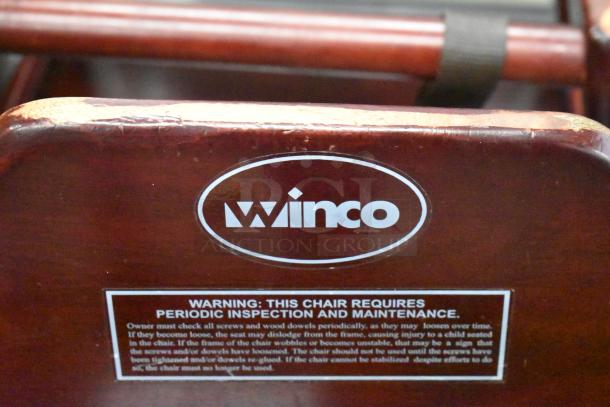 Winco
AUCTION GROUP
WARNING: THIS CHAIR REQUIRES
PERIODIC INSPECTION AND MAINTENANCE.
Owner must check all screws and wood dowels periodically, as they may loosen over time.
If they become loose, the seat may dislodge from the frame, causing injury to a child seated
in the chair. If the frame of the chair wobbles or becomes unstable, that may be a sign that
the screws and/or dowels have loosened. The chair should not be used until the screws have
been tightened and/or dowels re-glued. If the chair cannot be stabilized despite efforts to do
so, the chair must no longer be used.